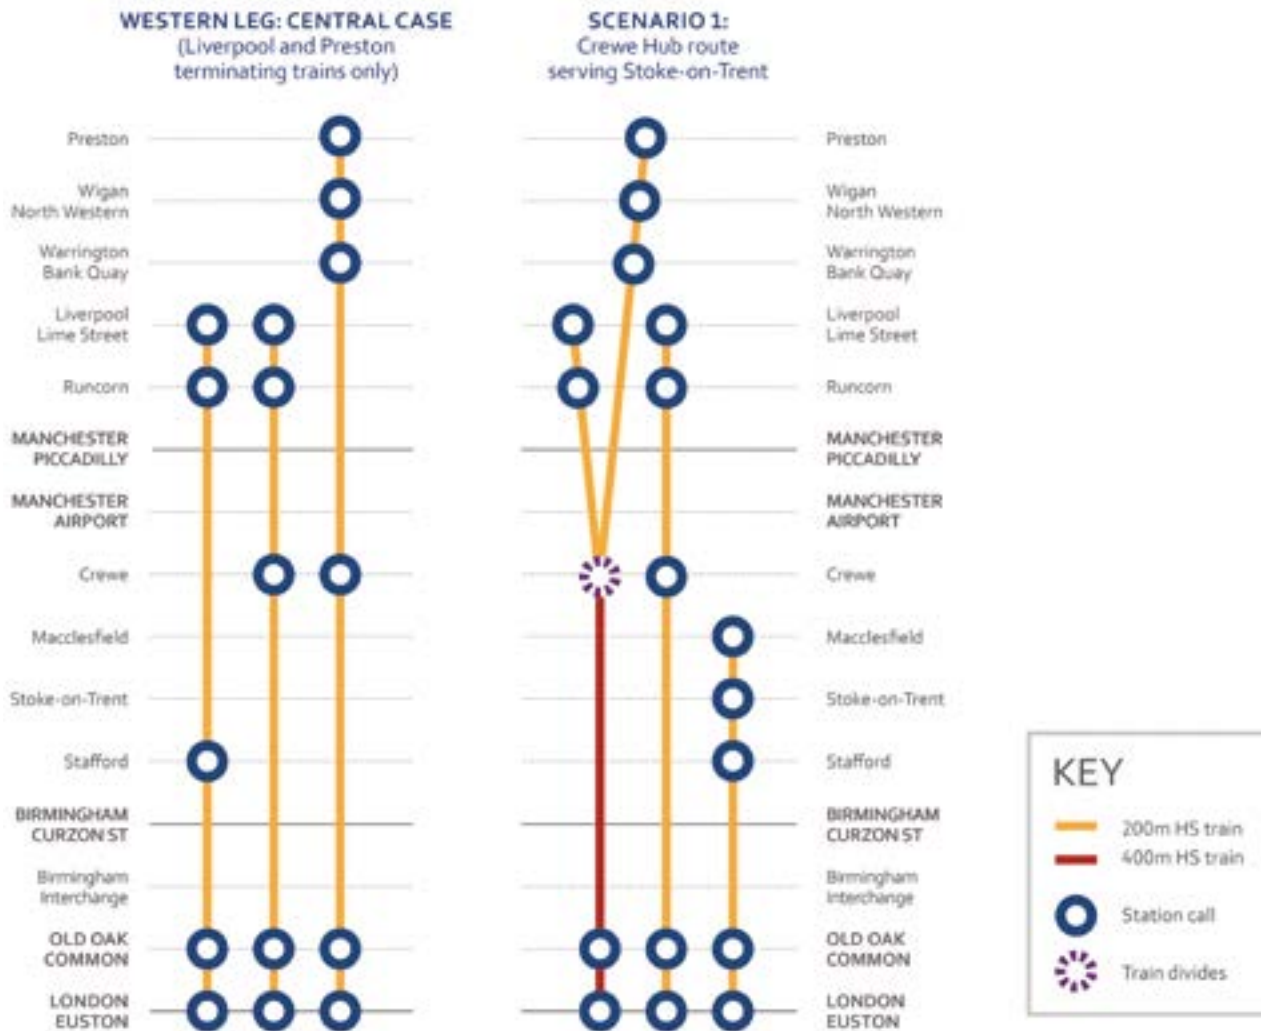 WESTERN LEG: CENTRAL CASE
(Liverpool and Preston
terminating trains only)
SCENARIO 1:
Crewe Hub route
serving Stoke-on-Trent
Preston
Wigan
North Western
Warrington
Bank Quay
Liverpool
Lime Street
Runcorn
MANCHESTER
PICCADILLY
MANCHESTER
AIRPORT
Crewe
Macclesfield
Stoke-on-Trent
Stafford
BIRMINGHAM
CURZON ST
Birmingham
Interchange
OLD OAK
COMMON
LONDON
EUSTON
Preston
Wigan
North Western
Warrington
Bank Quay
Liverpool
Lime Street
Runcorn
MANCHESTER
PICCADILLY
MANCHESTER
AIRPORT
Crewe
Macclesfield
Stoke-on-Trent
Stafford
BIRMINGHAM
CURZON ST
Birmingham
Interchange
OLD OAK
COMMON
LONDON
EUSTON
KEY
200m HS train
400m HS train
Station call
Train divides